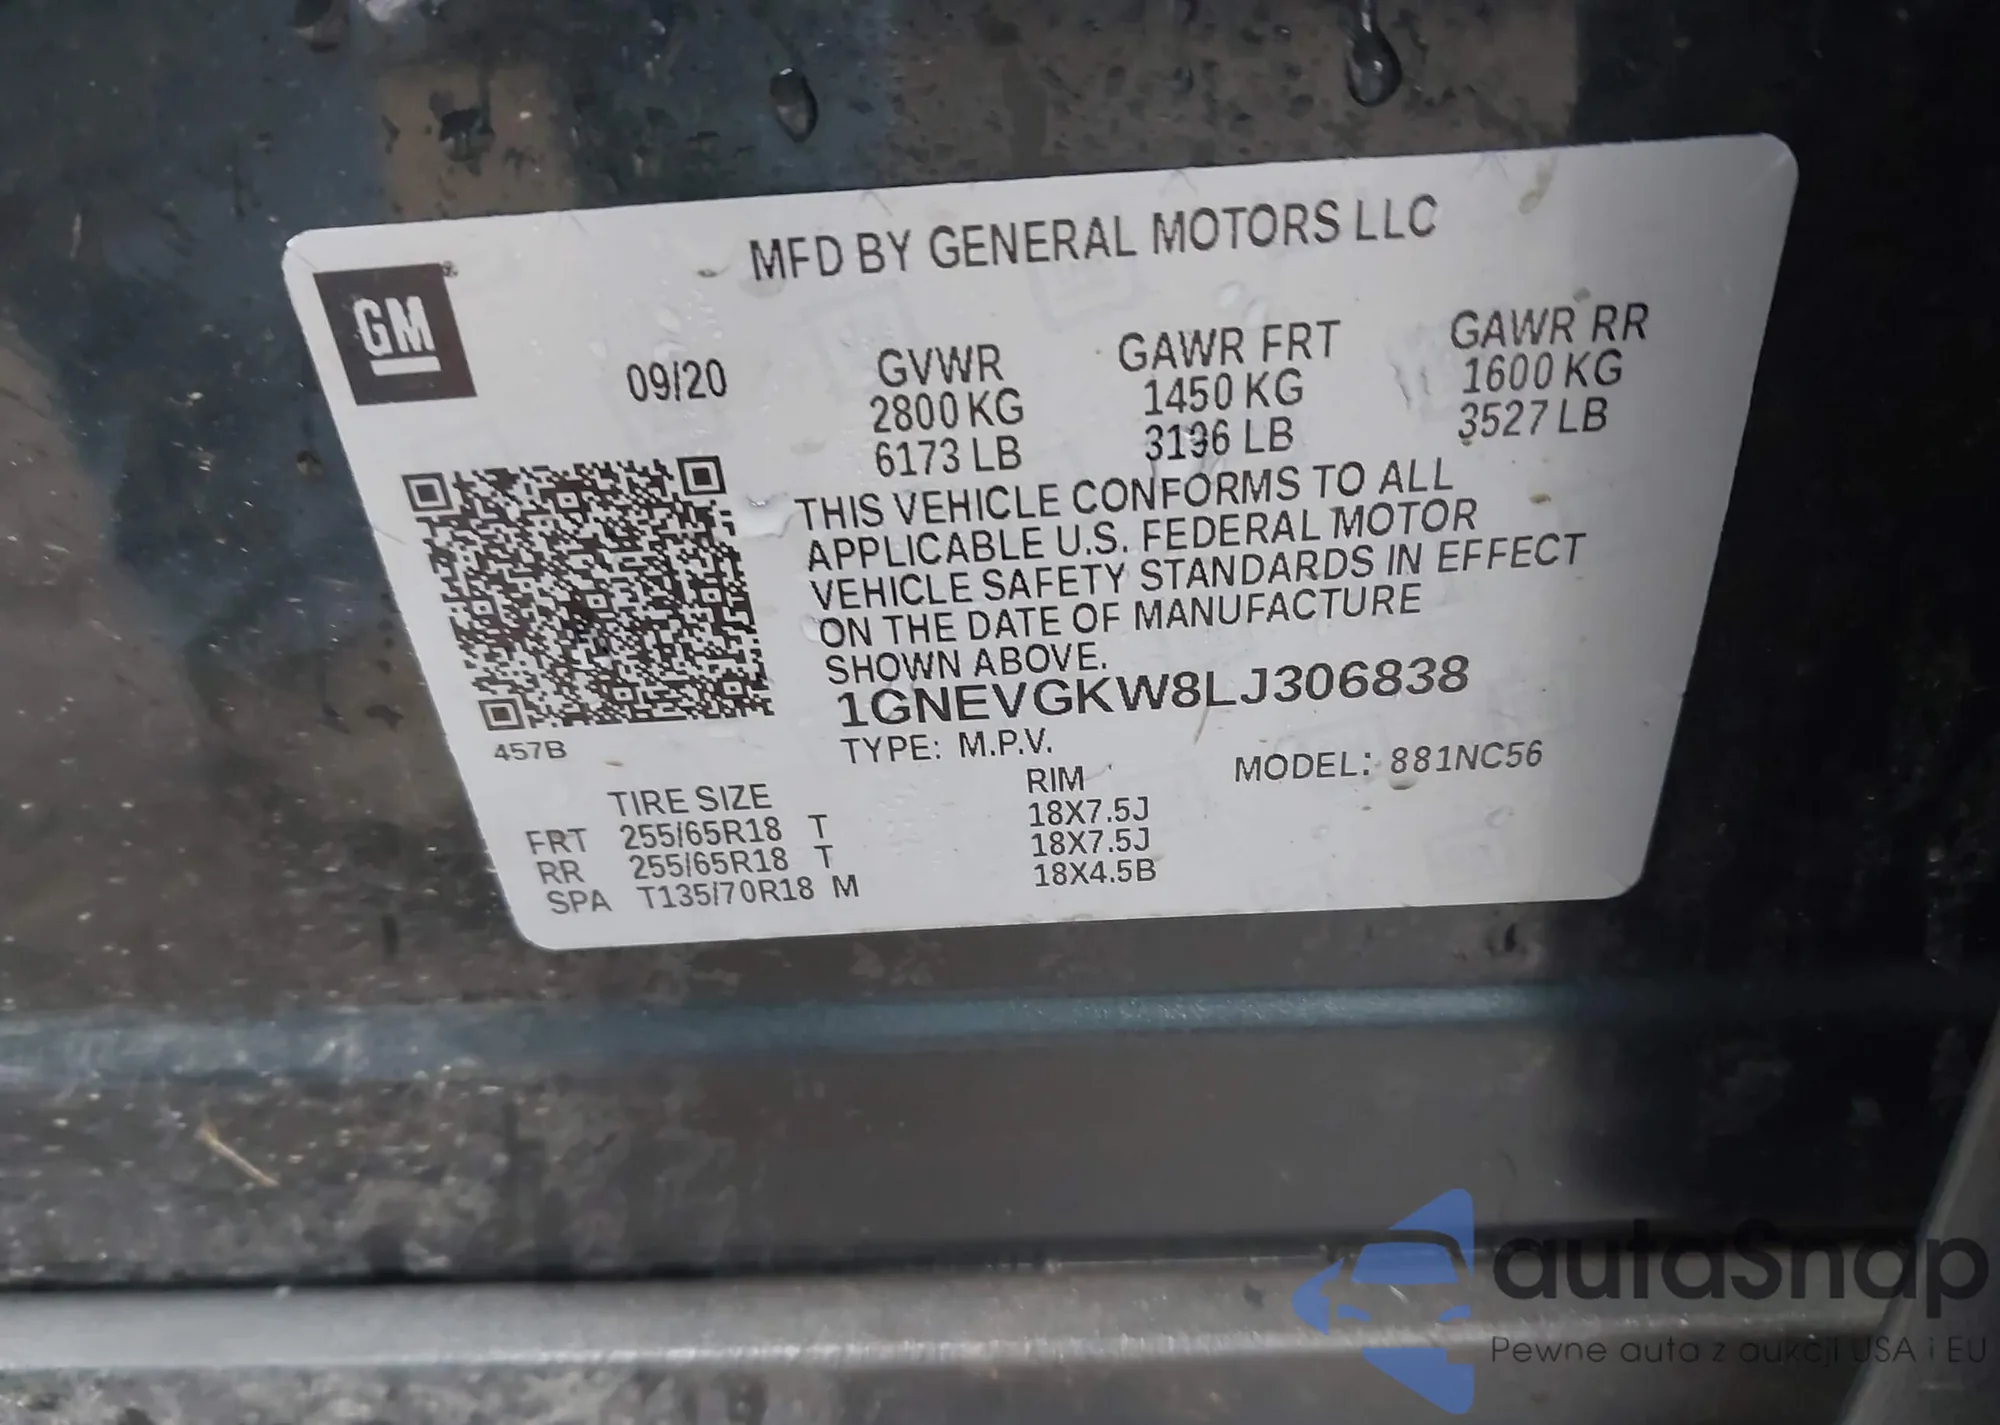 MFD BY GENERAL MOTORS LLC
GM
09/20
GVWR
2800 KG
6173 LB
GAWR FRT
1450 KG
3196 LB
GAWR RR
1600 KG
3527 LB
THIS VEHICLE CONFORMS TO ALL
APPLICABLE U.S. FEDERAL MOTOR
VEHICLE SAFETY STANDARDS IN EFFECT
ON THE DATE OF MANUFACTURE
SHOWN ABOVE.
1GNEVGKW8LJ306838
457B
TYPE: M.P.V.
MODEL: 881NC56
TIRE SIZE RIM
FRT 255/65R18 T 18X7.5J
RR 255/65R18 T 18X7.5J
SPA T135/70R18 M 18X4.5B
autaSnap
Pewne auta z aukcji USA i EU